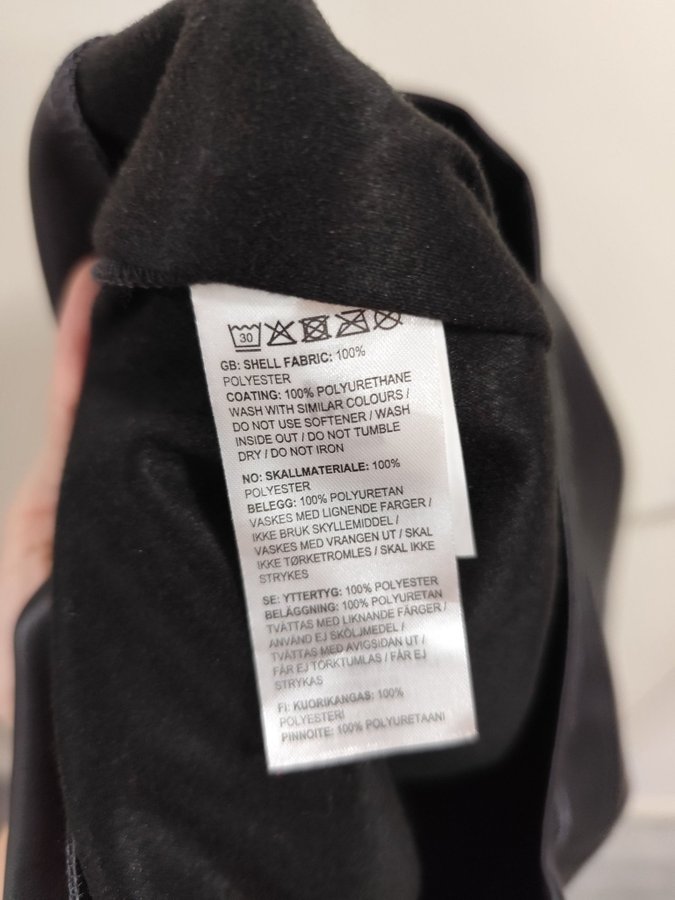 30
GB: SHELL FABRIC: 100%
POLYESTER
COATING: 100% POLYURETHANE
WASH WITH SIMILAR COLOURS /
DO NOT USE SOFTENER / WASH
INSIDE OUT / DO NOT TUMBLE
DRY / DO NOT IRON
NO: SKALLMATERIALE: 100%
POLYESTER
BELEGG: 100% POLYURETAN
VASKES MED LIGNENDE FARGER /
IKKE BRUK SKYLLEMIDDEL /
VASKES MED VRANGEN UT / SKAL
IKKE TØRKETROMLES / SKAL IKKE
STRYKES
SE: YTTERTYG: 100% POLYESTER
BELÄGGNING: 100% POLYURETAN
TVÄTTAS MED LIKNANDE FÄRGER /
ANVÄND EJ SKÖLJMEDEL /
TVÄTTAS MED AVIGSIDAN UT /
FÅR EJ TORKTUMLAS / FÅR EJ
STRYKAS
FI: KUORIKANGAS: 100%
POLYESTERI
PINNOITE: 100% POLYURETAANI